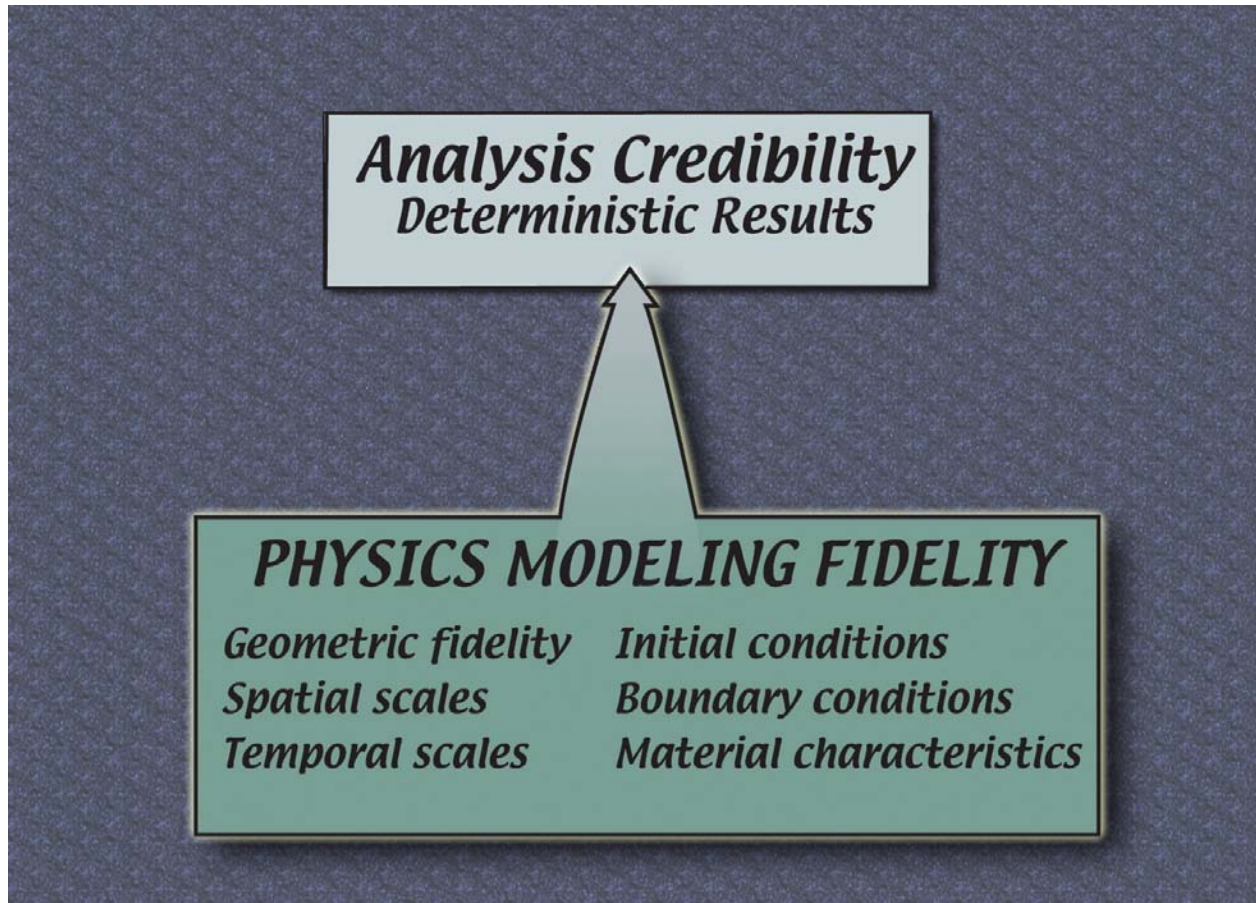 Analysis Credibility
Deterministic Results
PHYSICS MODELING FIDELITY
Geometric fidelity
Spatial scales
Temporal scales
Initial conditions
Boundary conditions
Material characteristics